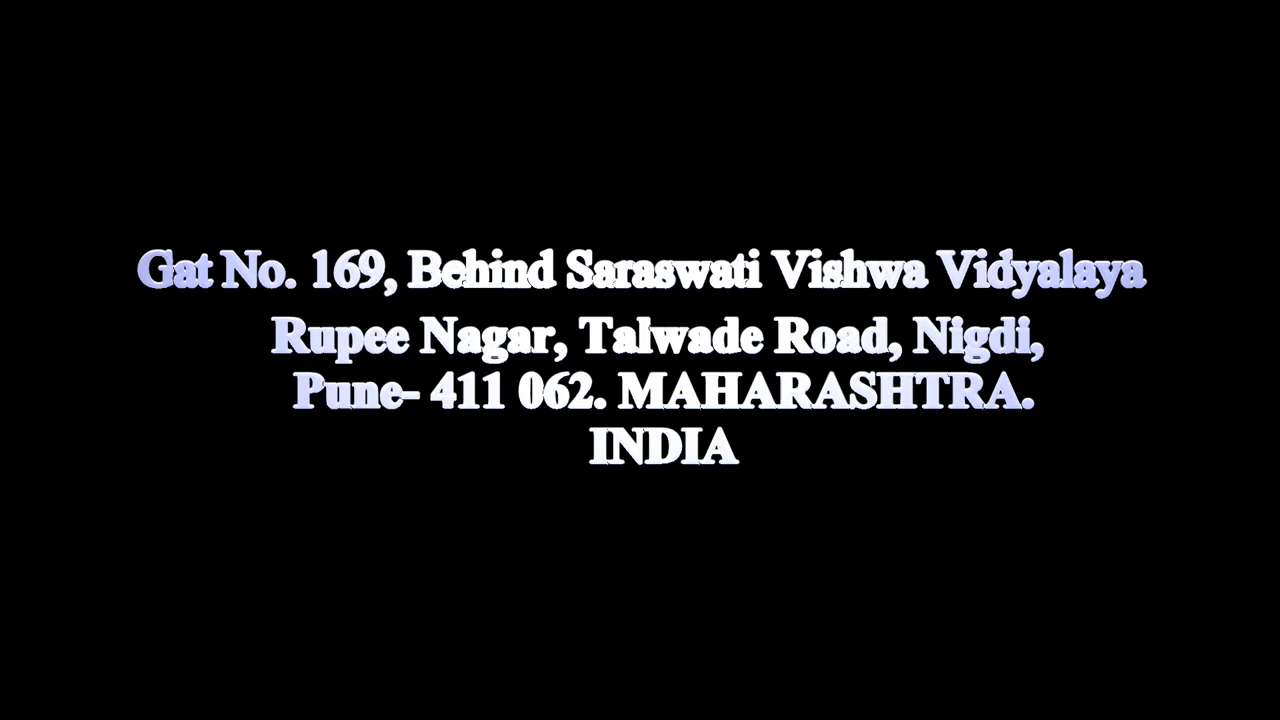 Gat No. 169, Behind Saraswati Vishwa Vidyalaya
Rupee Nagar, Talwade Road, Nigdi,
Pune- 411 062. MAHARASHTRA.
INDIA